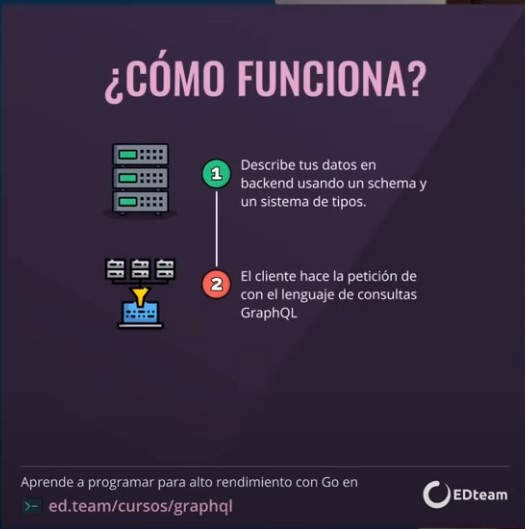 ¿CÓMO FUNCIONA?
1
Describe tus datos en
backend usando un schema y
un sistema de tipos.
2
El cliente hace la petición de
con el lenguaje de consultas
GraphQL
Aprende a programar para alto rendimiento con Go en
>- ed.team/cursos/graphql
EDteam